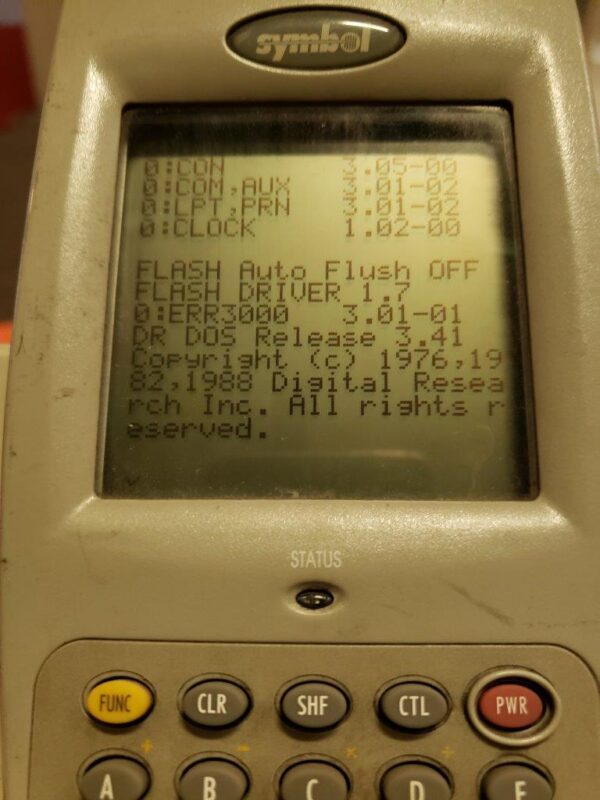 symbol
0:CON 3.05-00
0:COM,AUX 3.01-02
0:LPT,PRN 3.01-02
0:CLOCK 1.02-00
FLASH Auto Flush OFF
FLASH DRIVER 1.7
0:ERR3000 3.01-01
DR DOS Release 3.41
Copyright (c) 1976,19
82,1988 Digital Resea
rch Inc. All rights r
eserved.
STATUS
FUNC CLR SHF CTL PWR
+ - × ÷
A B C D E